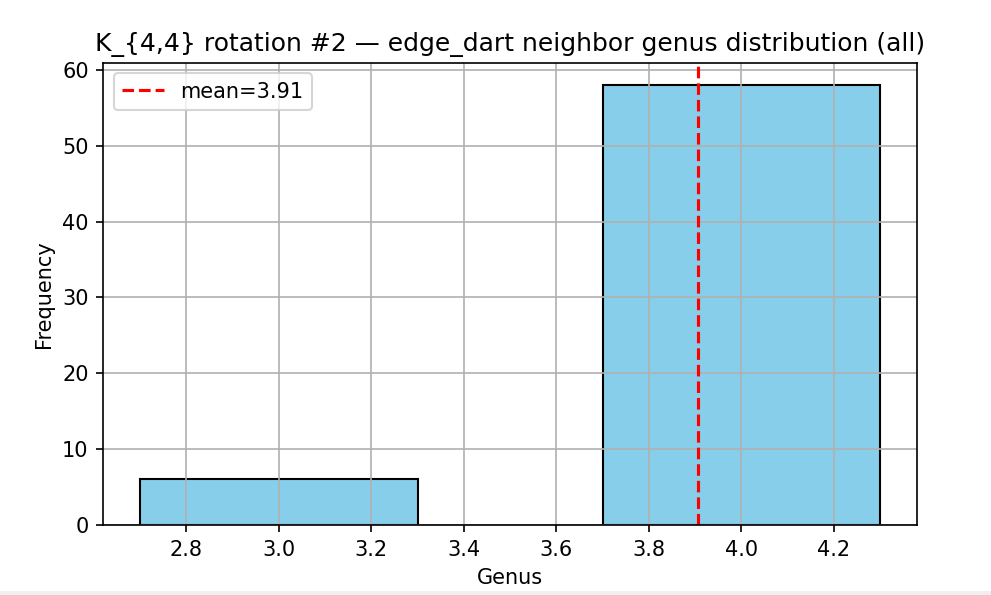 K_{4,4} rotation #2 — edge_dart neighbor genus distribution (all)
mean=3.91
60
50
40
30
20
10
0
Frequency
2.8 3.0 3.2 3.4 3.6 3.8 4.0 4.2
Genus